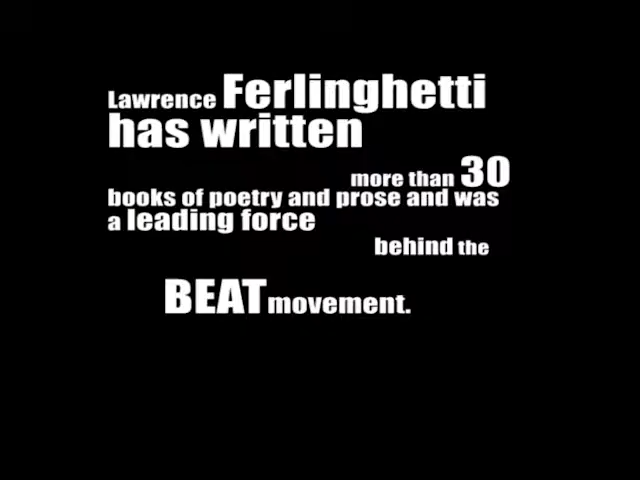 Lawrence Ferlinghetti
has written
more than 30
books of poetry and prose and was
a leading force
behind the
BEAT movement.